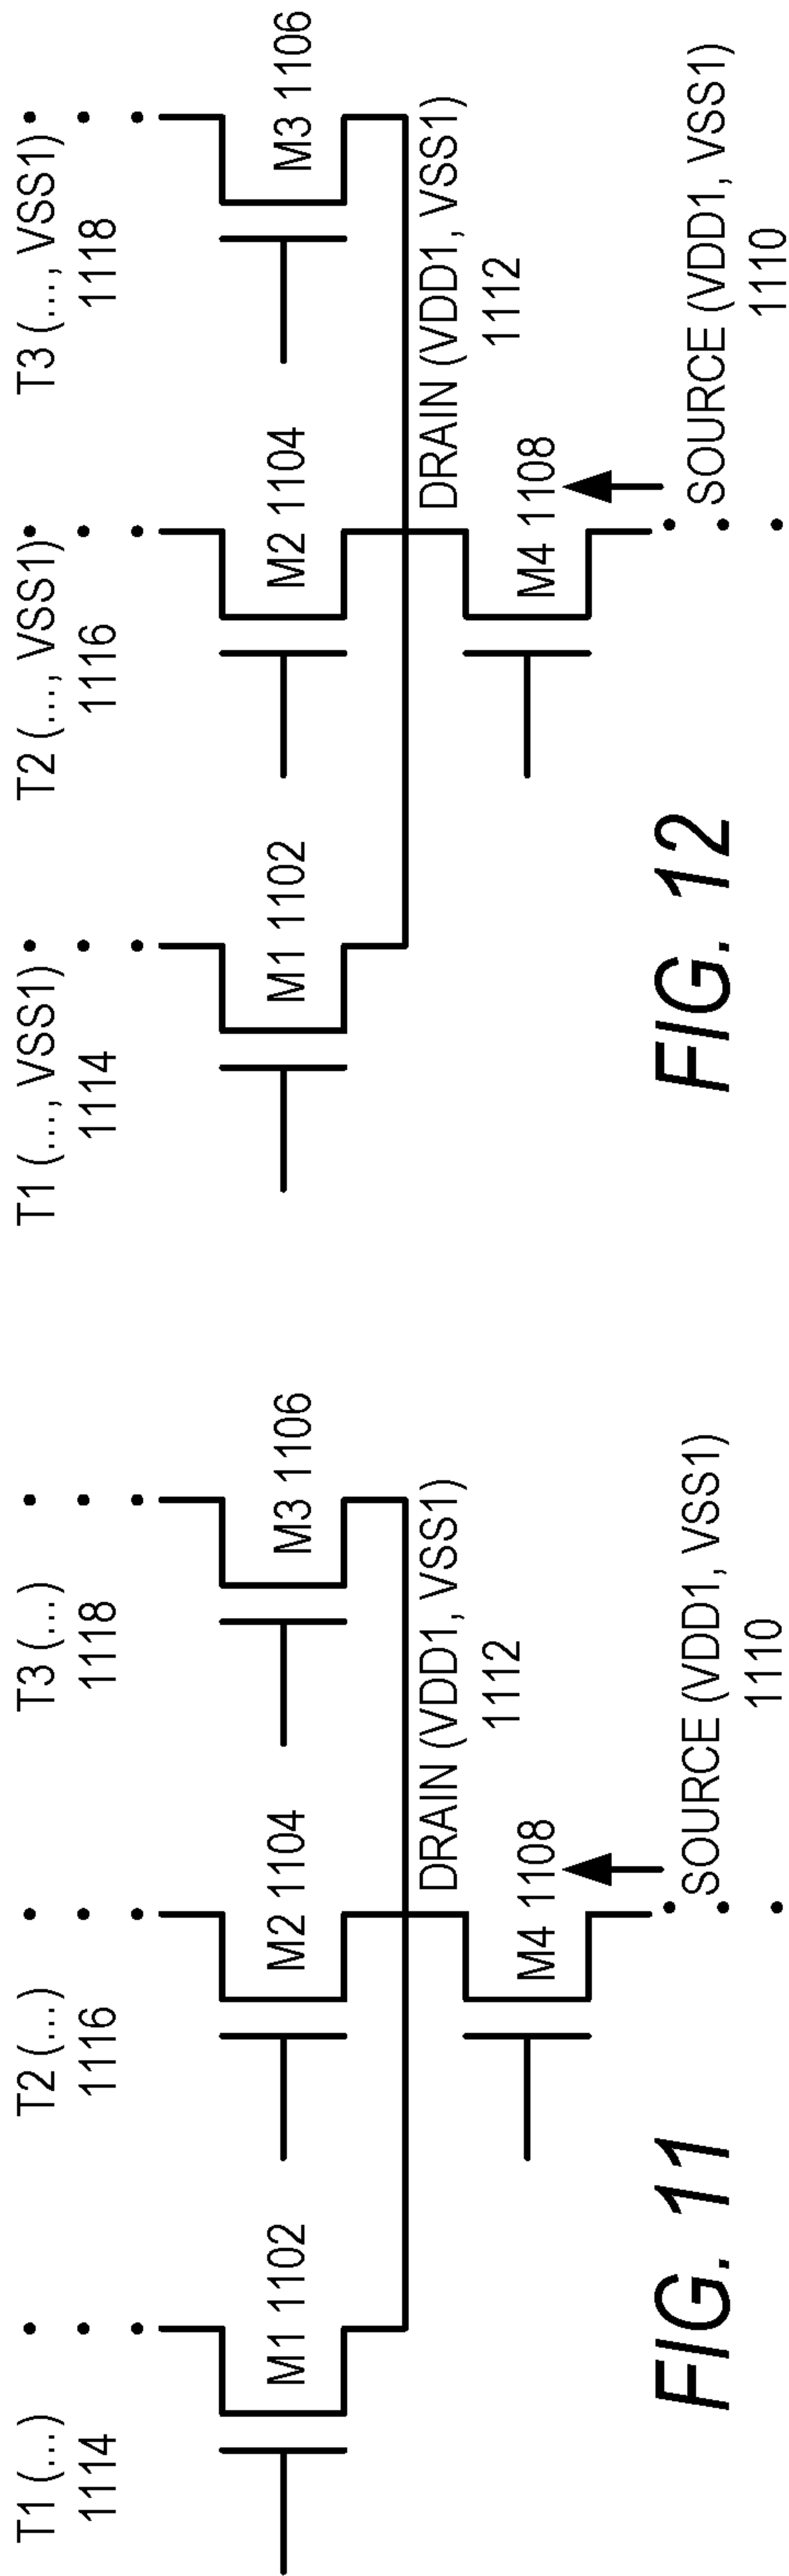 T1 (...)
1114
T2 (...)
1116
T3 (...)
1118
M1 1102
M2 1104
M3 1106
DRAIN (VDD1, VSS1)
1112
M4 1108
SOURCE (VDD1, VSS1)
1110
FIG. 11
T1 (..., VSS1)
1114
T2 (..., VSS1)
1116
T3 (..., VSS1)
1118
M1 1102
M2 1104
M3 1106
DRAIN (VDD1, VSS1)
1112
M4 1108
SOURCE (VDD1, VSS1)
1110
FIG. 12